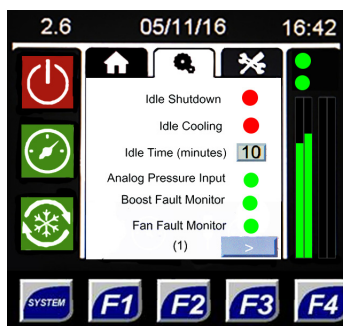 2.6 05/11/16 16:42
Idle Shutdown
Idle Cooling
Idle Time (minutes) 10
Analog Pressure Input
Boost Fault Monitor
Fan Fault Monitor
(1) >
SYSTEM F1 F2 F3 F4